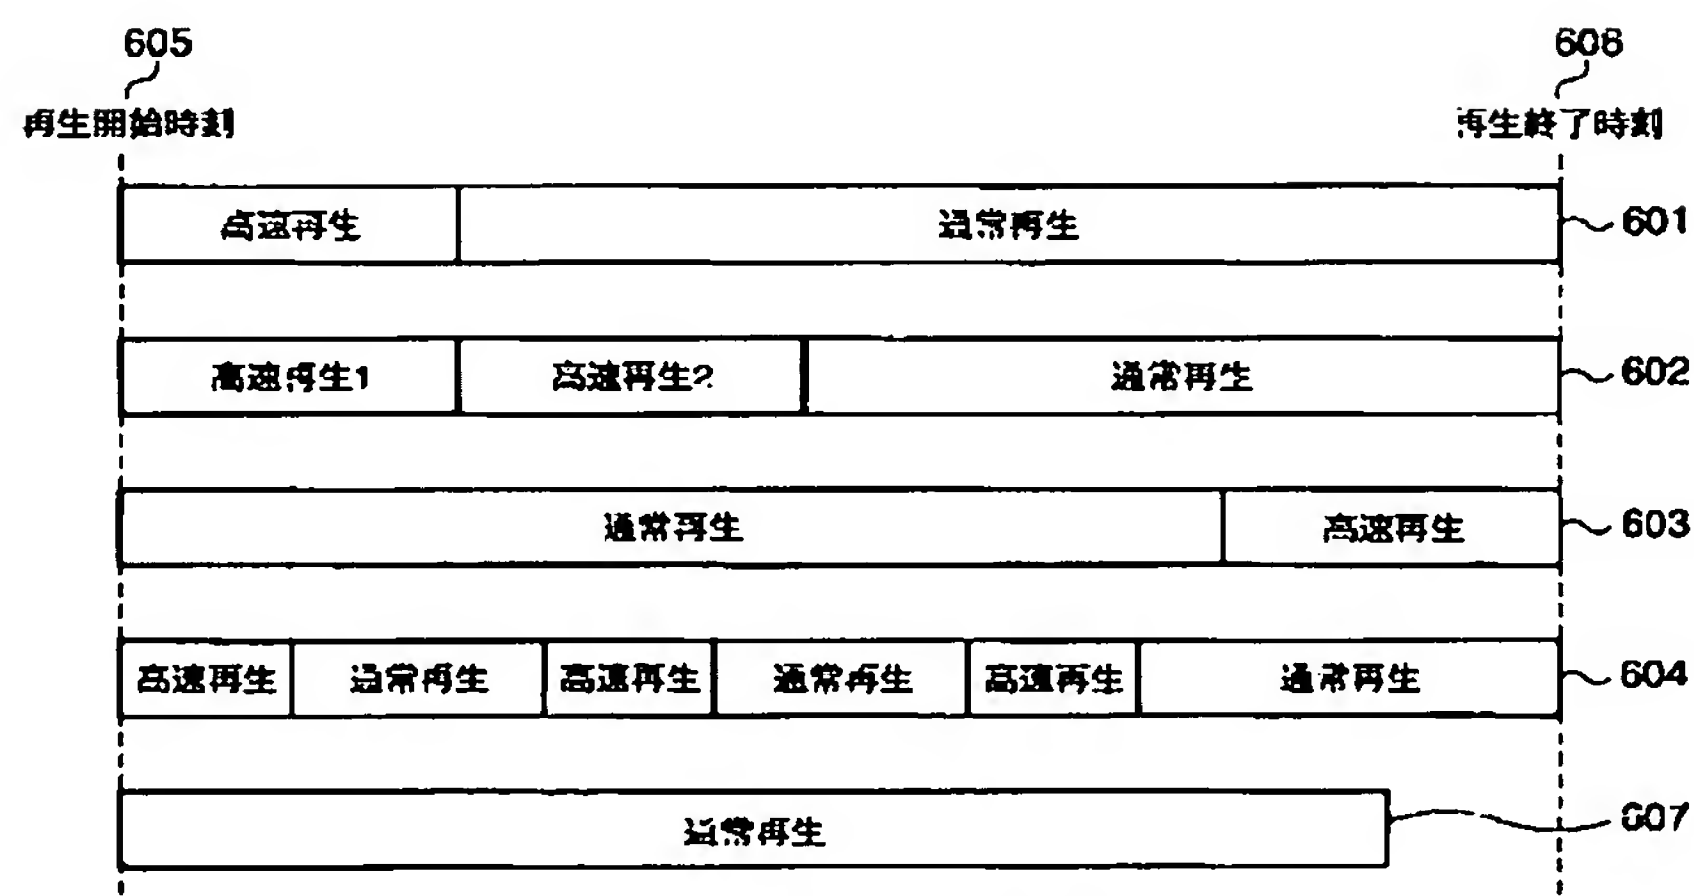 605
606
再生開始時刻
再生終了時刻
高速再生 通常再生 601
高速再生1 高速再生2 通常再生 602
通常再生 高速再生 603
高速再生 通常再生 高速再生 通常再生 高速再生 通常再生 604
通常再生 607